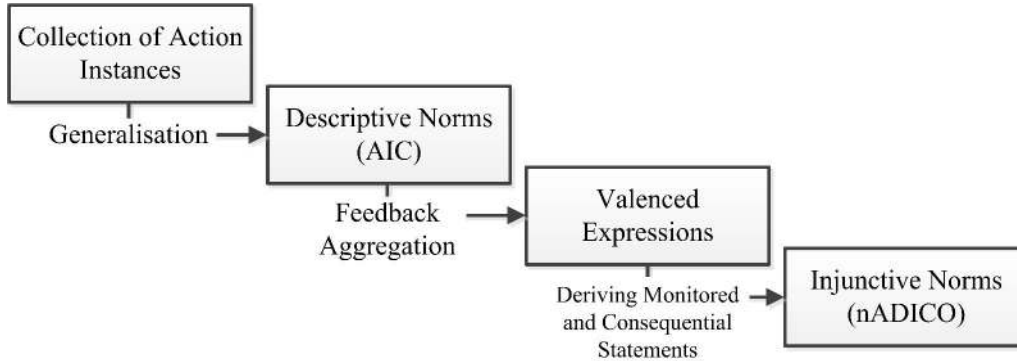 Collection of Action
Instances
Generalisation
Descriptive Norms
(AIC)
Feedback
Aggregation
Valenced
Expressions
Deriving Monitored
and Consequential
Statements
Injunctive Norms
(nADICO)